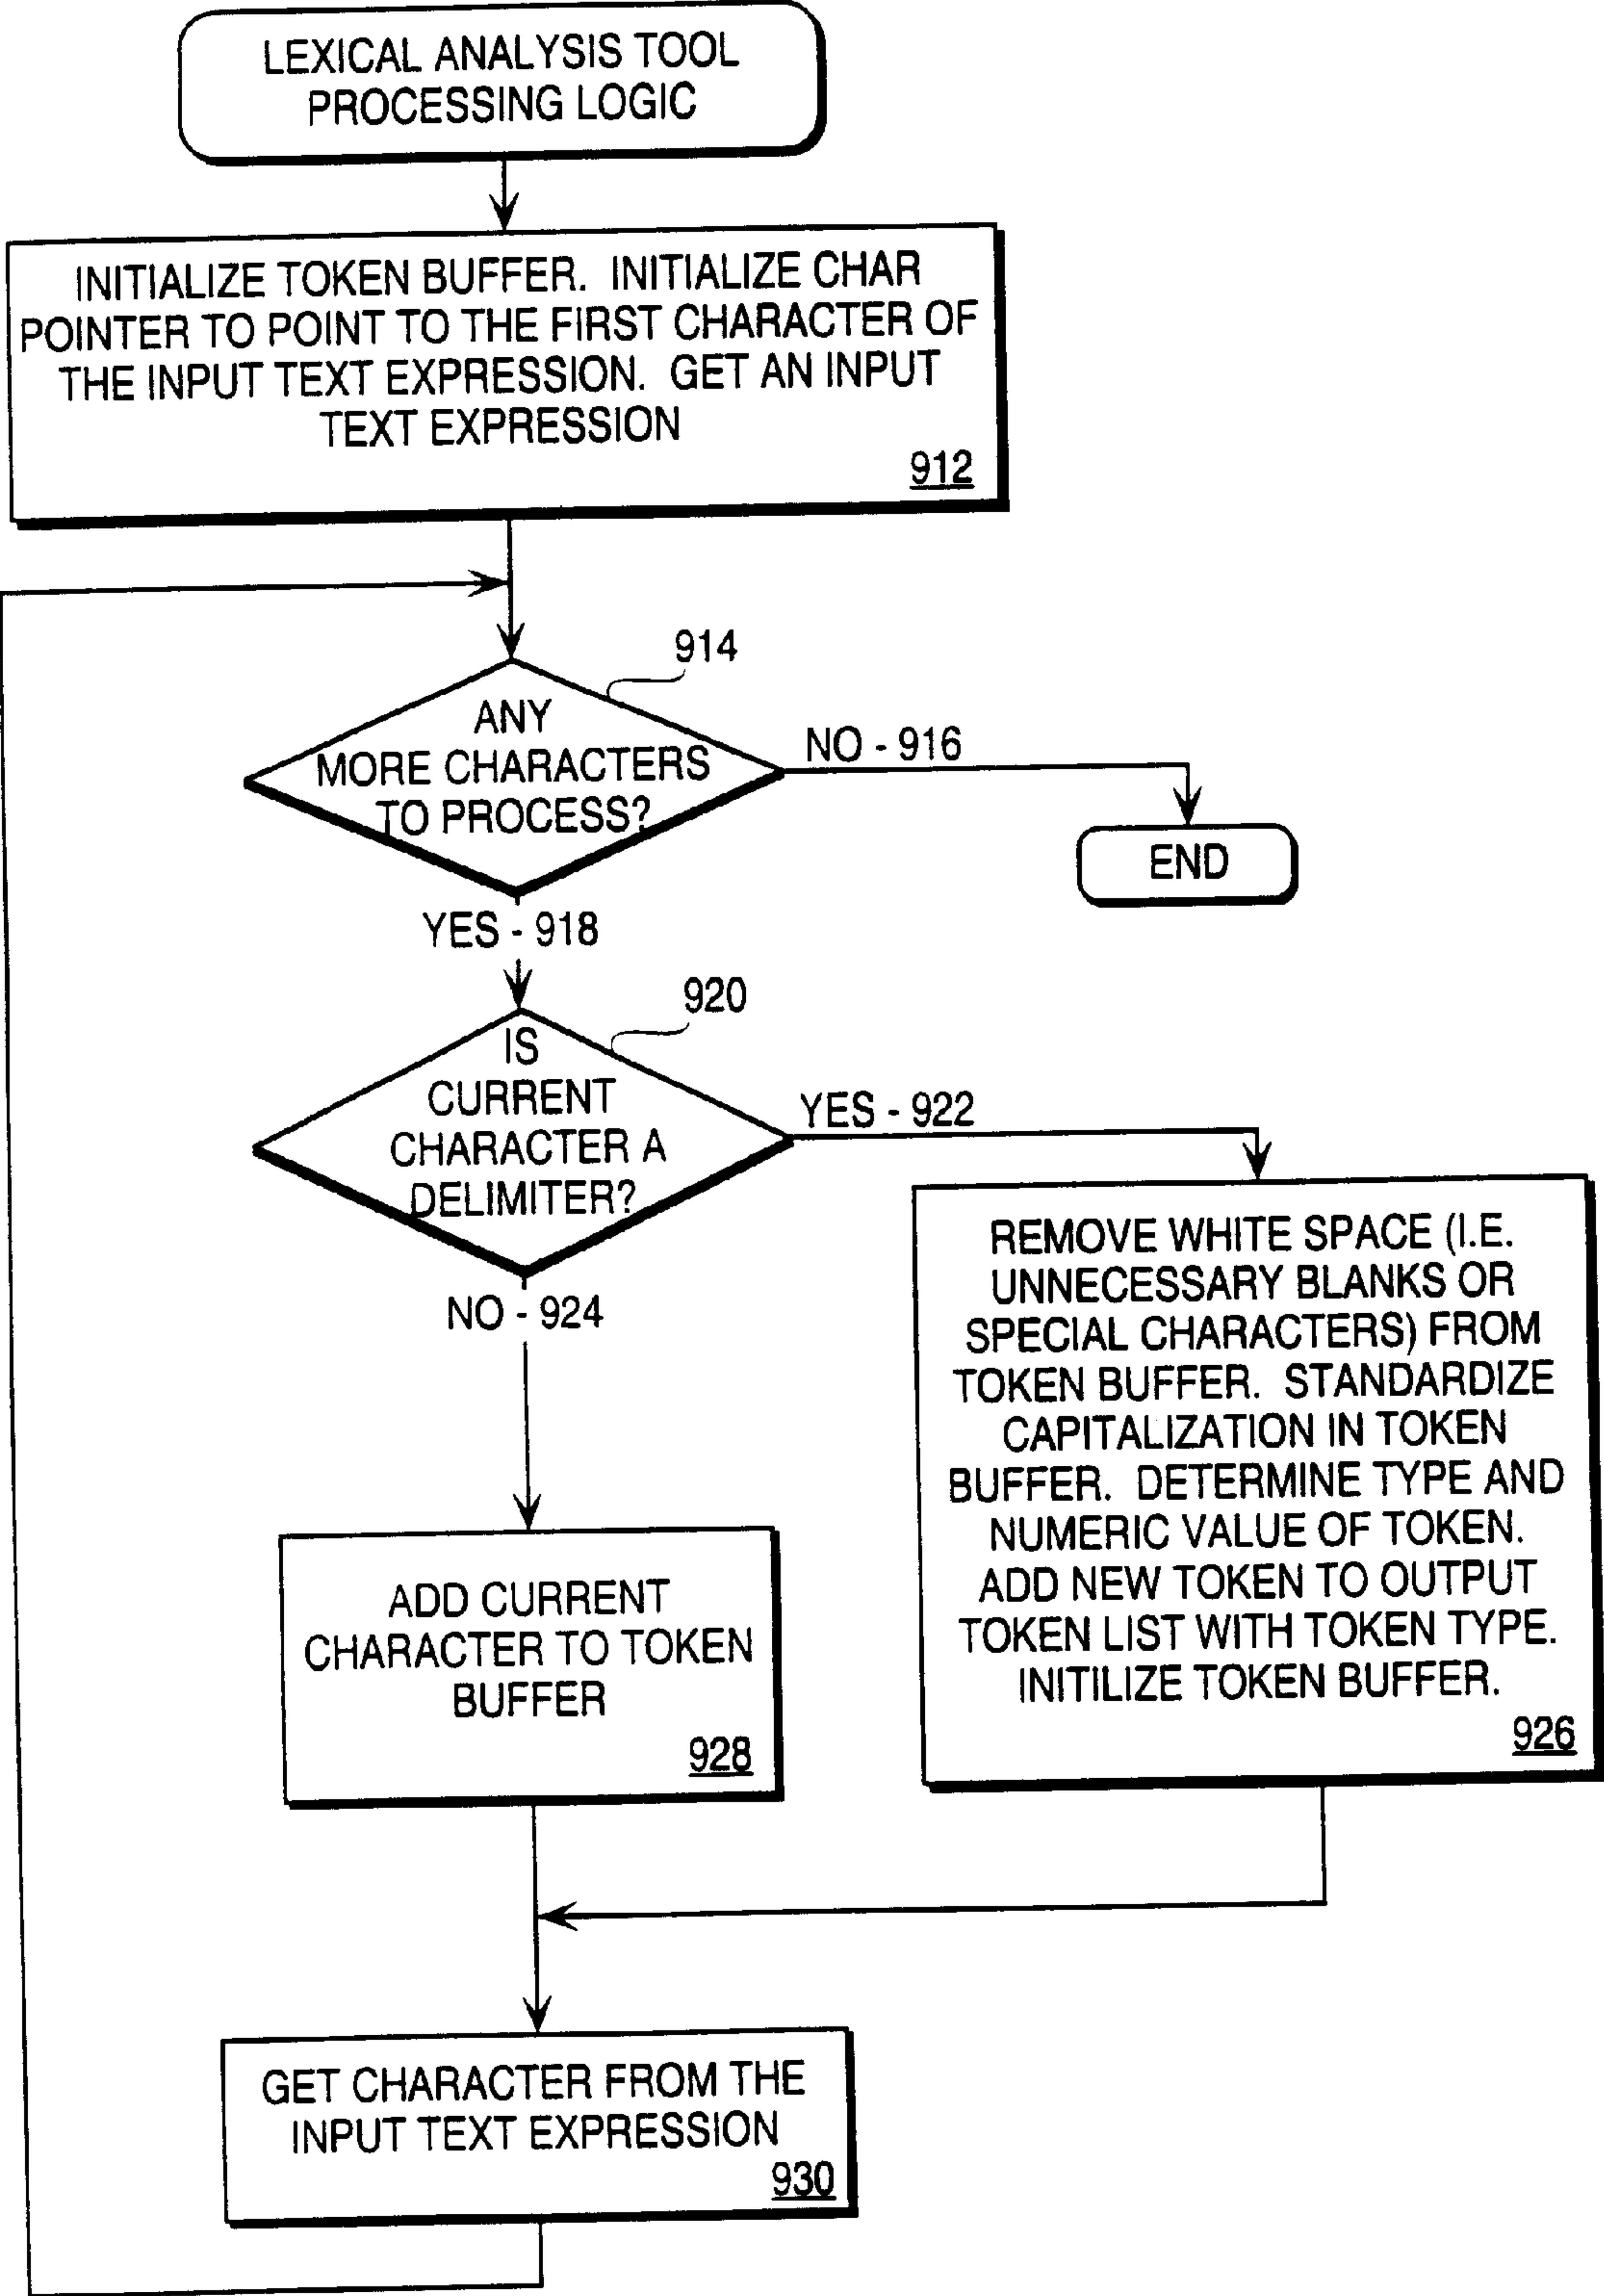 LEXICAL ANALYSIS TOOL
PROCESSING LOGIC
INITIALIZE TOKEN BUFFER. INITIALIZE CHAR
POINTER TO POINT TO THE FIRST CHARACTER OF
THE INPUT TEXT EXPRESSION. GET AN INPUT
TEXT EXPRESSION
912
914
ANY
MORE CHARACTERS
TO PROCESS?
NO - 916
END
YES - 918
920
IS
CURRENT
CHARACTER A
DELIMITER?
YES - 922
NO - 924
REMOVE WHITE SPACE (I.E.
UNNECESSARY BLANKS OR
SPECIAL CHARACTERS) FROM
TOKEN BUFFER. STANDARDIZE
CAPITALIZATION IN TOKEN
BUFFER. DETERMINE TYPE AND
NUMERIC VALUE OF TOKEN.
ADD NEW TOKEN TO OUTPUT
TOKEN LIST WITH TOKEN TYPE.
INITILIZE TOKEN BUFFER.
926
ADD CURRENT
CHARACTER TO TOKEN
BUFFER
928
GET CHARACTER FROM THE
INPUT TEXT EXPRESSION
930